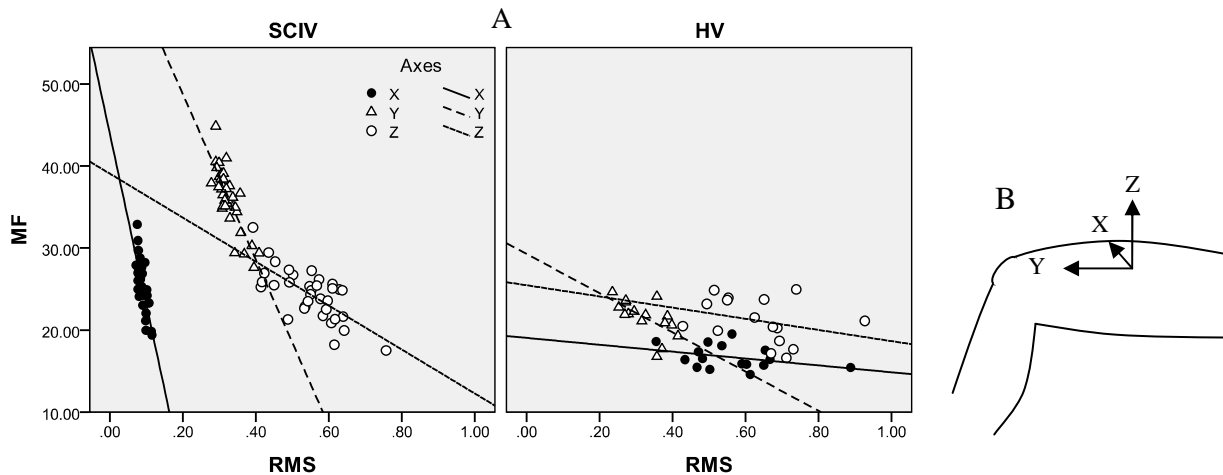 A
SCIV
HV
Axes
X X
Y Y
Z Z
MF
50.00
40.00
30.00
20.00
10.00
.00 .20 .40 .60 .80 1.00
.00 .20 .40 .60 .80 1.00
RMS
RMS
B
Z
X
Y